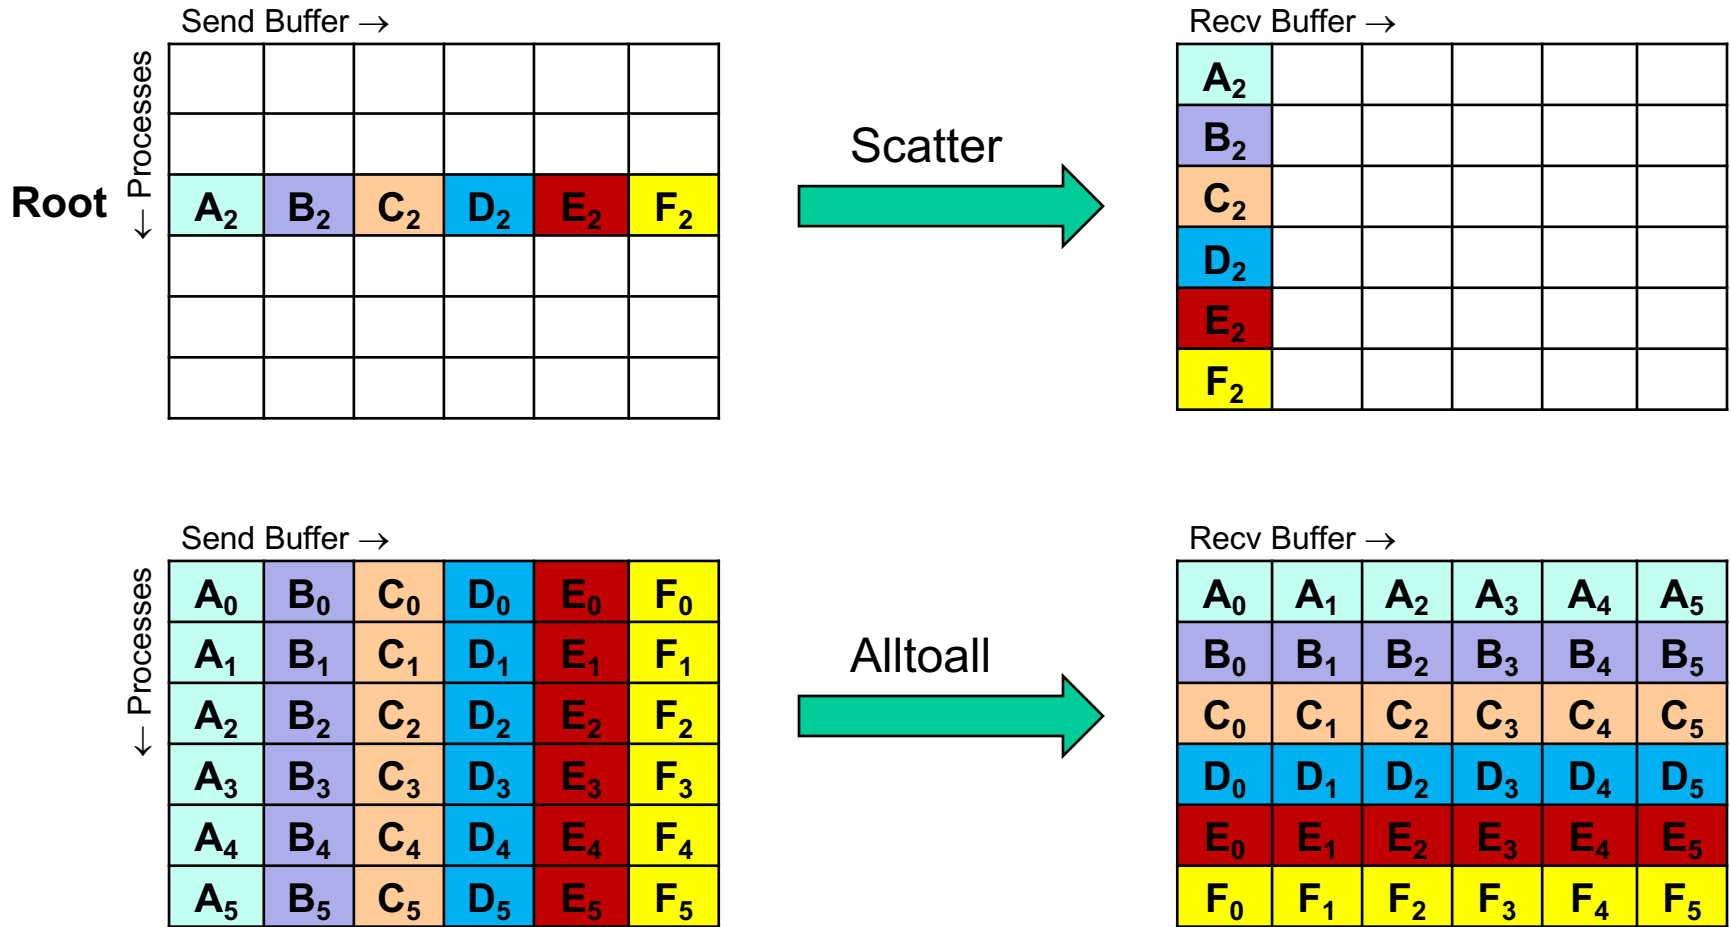 Send Buffer →
Recv Buffer →
← Processes
Scatter
Root
A2 B2 C2 D2 E2 F2
A2
B2
C2
D2
E2
F2
Send Buffer →
Recv Buffer →
← Processes
Alltoall
A0 B0 C0 D0 E0 F0
A1 B1 C1 D1 E1 F1
A2 B2 C2 D2 E2 F2
A3 B3 C3 D3 E3 F3
A4 B4 C4 D4 E4 F4
A5 B5 C5 D5 E5 F5
A0 A1 A2 A3 A4 A5
B0 B1 B2 B3 B4 B5
C0 C1 C2 C3 C4 C5
D0 D1 D2 D3 D4 D5
E0 E1 E2 E3 E4 E5
F0 F1 F2 F3 F4 F5